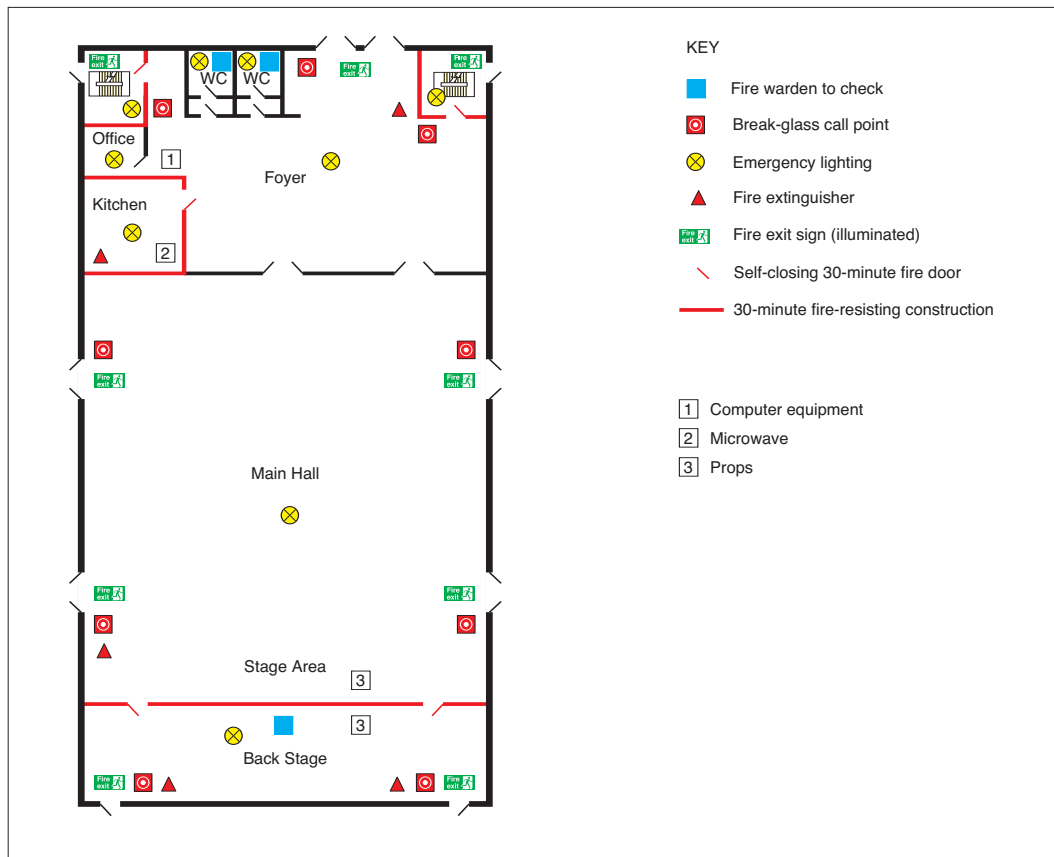 KEY
Fire warden to check
Break-glass call point
Emergency lighting
Fire extinguisher
Fire exit
Fire exit sign (illuminated)
Self-closing 30-minute fire door
30-minute fire-resisting construction
1 Computer equipment
2 Microwave
3 Props
Fire exit
WC
WC
Fire exit
Fire exit
Office
1
Foyer
Kitchen
2
Fire exit
Fire exit
Main Hall
Fire exit
Fire exit
Stage Area
3
3
Back Stage
Fire exit
Fire exit